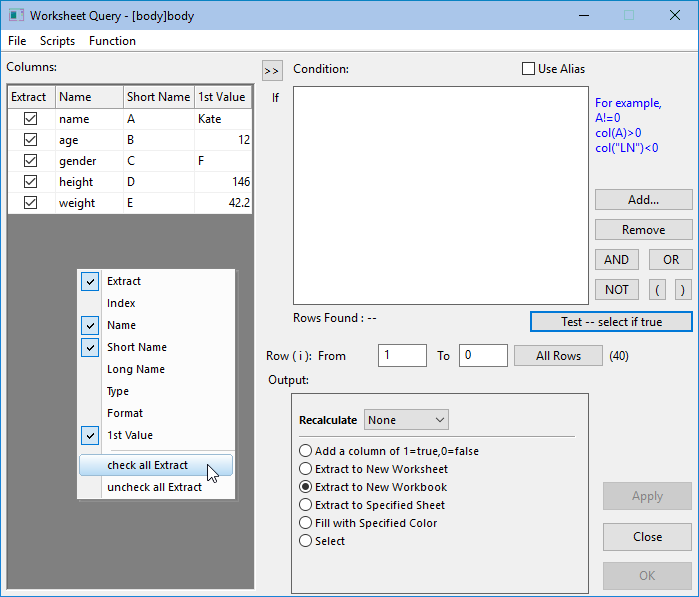 Worksheet Query - [body]body
File Scripts Function
Columns:
Extract Name Short Name 1st Value
name A Kate
age B 12
gender C F
height D 146
weight E 42.2
Extract
Index
Name
Short Name
Long Name
Type
Format
1st Value
check all Extract
uncheck all Extract
>> Condition: Use Alias
If
For example,
A!=0
col(A)>0
col("LN")<0
Add...
Remove
AND OR
NOT ( )
Rows Found : --
Test -- select if true
Row ( i ): From 1 To 0 All Rows (40)
Output:
Recalculate None
Add a column of 1=true,0=false
Extract to New Worksheet
Extract to New Workbook
Extract to Specified Sheet
Fill with Specified Color
Select
Apply
Close
OK